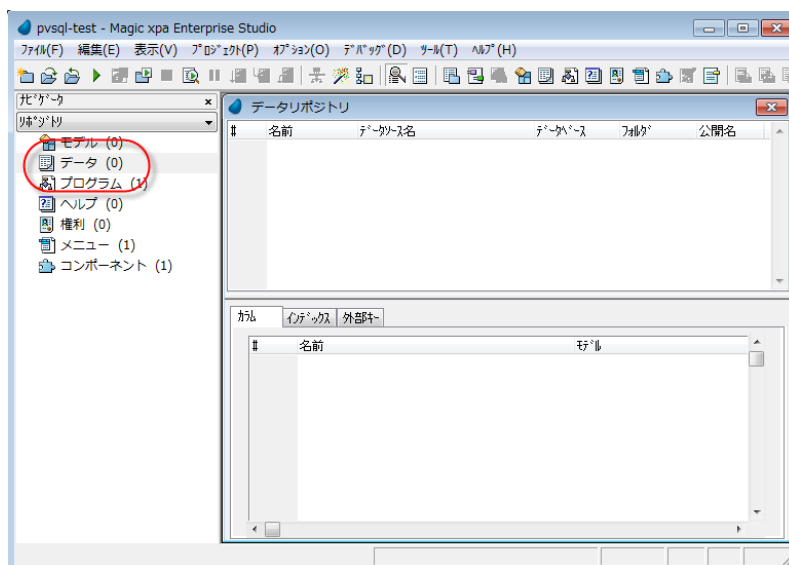 pvsql-test - Magic xpa Enterprise Studio
ﾌｧｲﾙ(F) 編集(E) 表示(V) ﾌﾟﾛｼﾞｪｸﾄ(P) ｵﾌﾟｼｮﾝ(O) ﾃﾞﾊﾞｯｸﾞ(D) ﾂｰﾙ(T) ﾍﾙﾌﾟ(H)
ﾅﾋﾞｹﾞｰﾀ
ﾘﾎﾟｼﾞﾄﾘ
モデル (0)
データ (0)
プログラム (1)
ヘルプ (0)
権利 (0)
メニュー (1)
コンポーネント (1)
データリポジトリ
# 名前 ﾃﾞｰﾀｿｰｽ名 ﾃﾞｰﾀﾍﾞｰｽ ﾌｫﾙﾀﾞ 公開名
ｶﾗﾑ ｲﾝﾃﾞｯｸｽ 外部ｷｰ
# 名前 ﾓﾃﾞﾙ